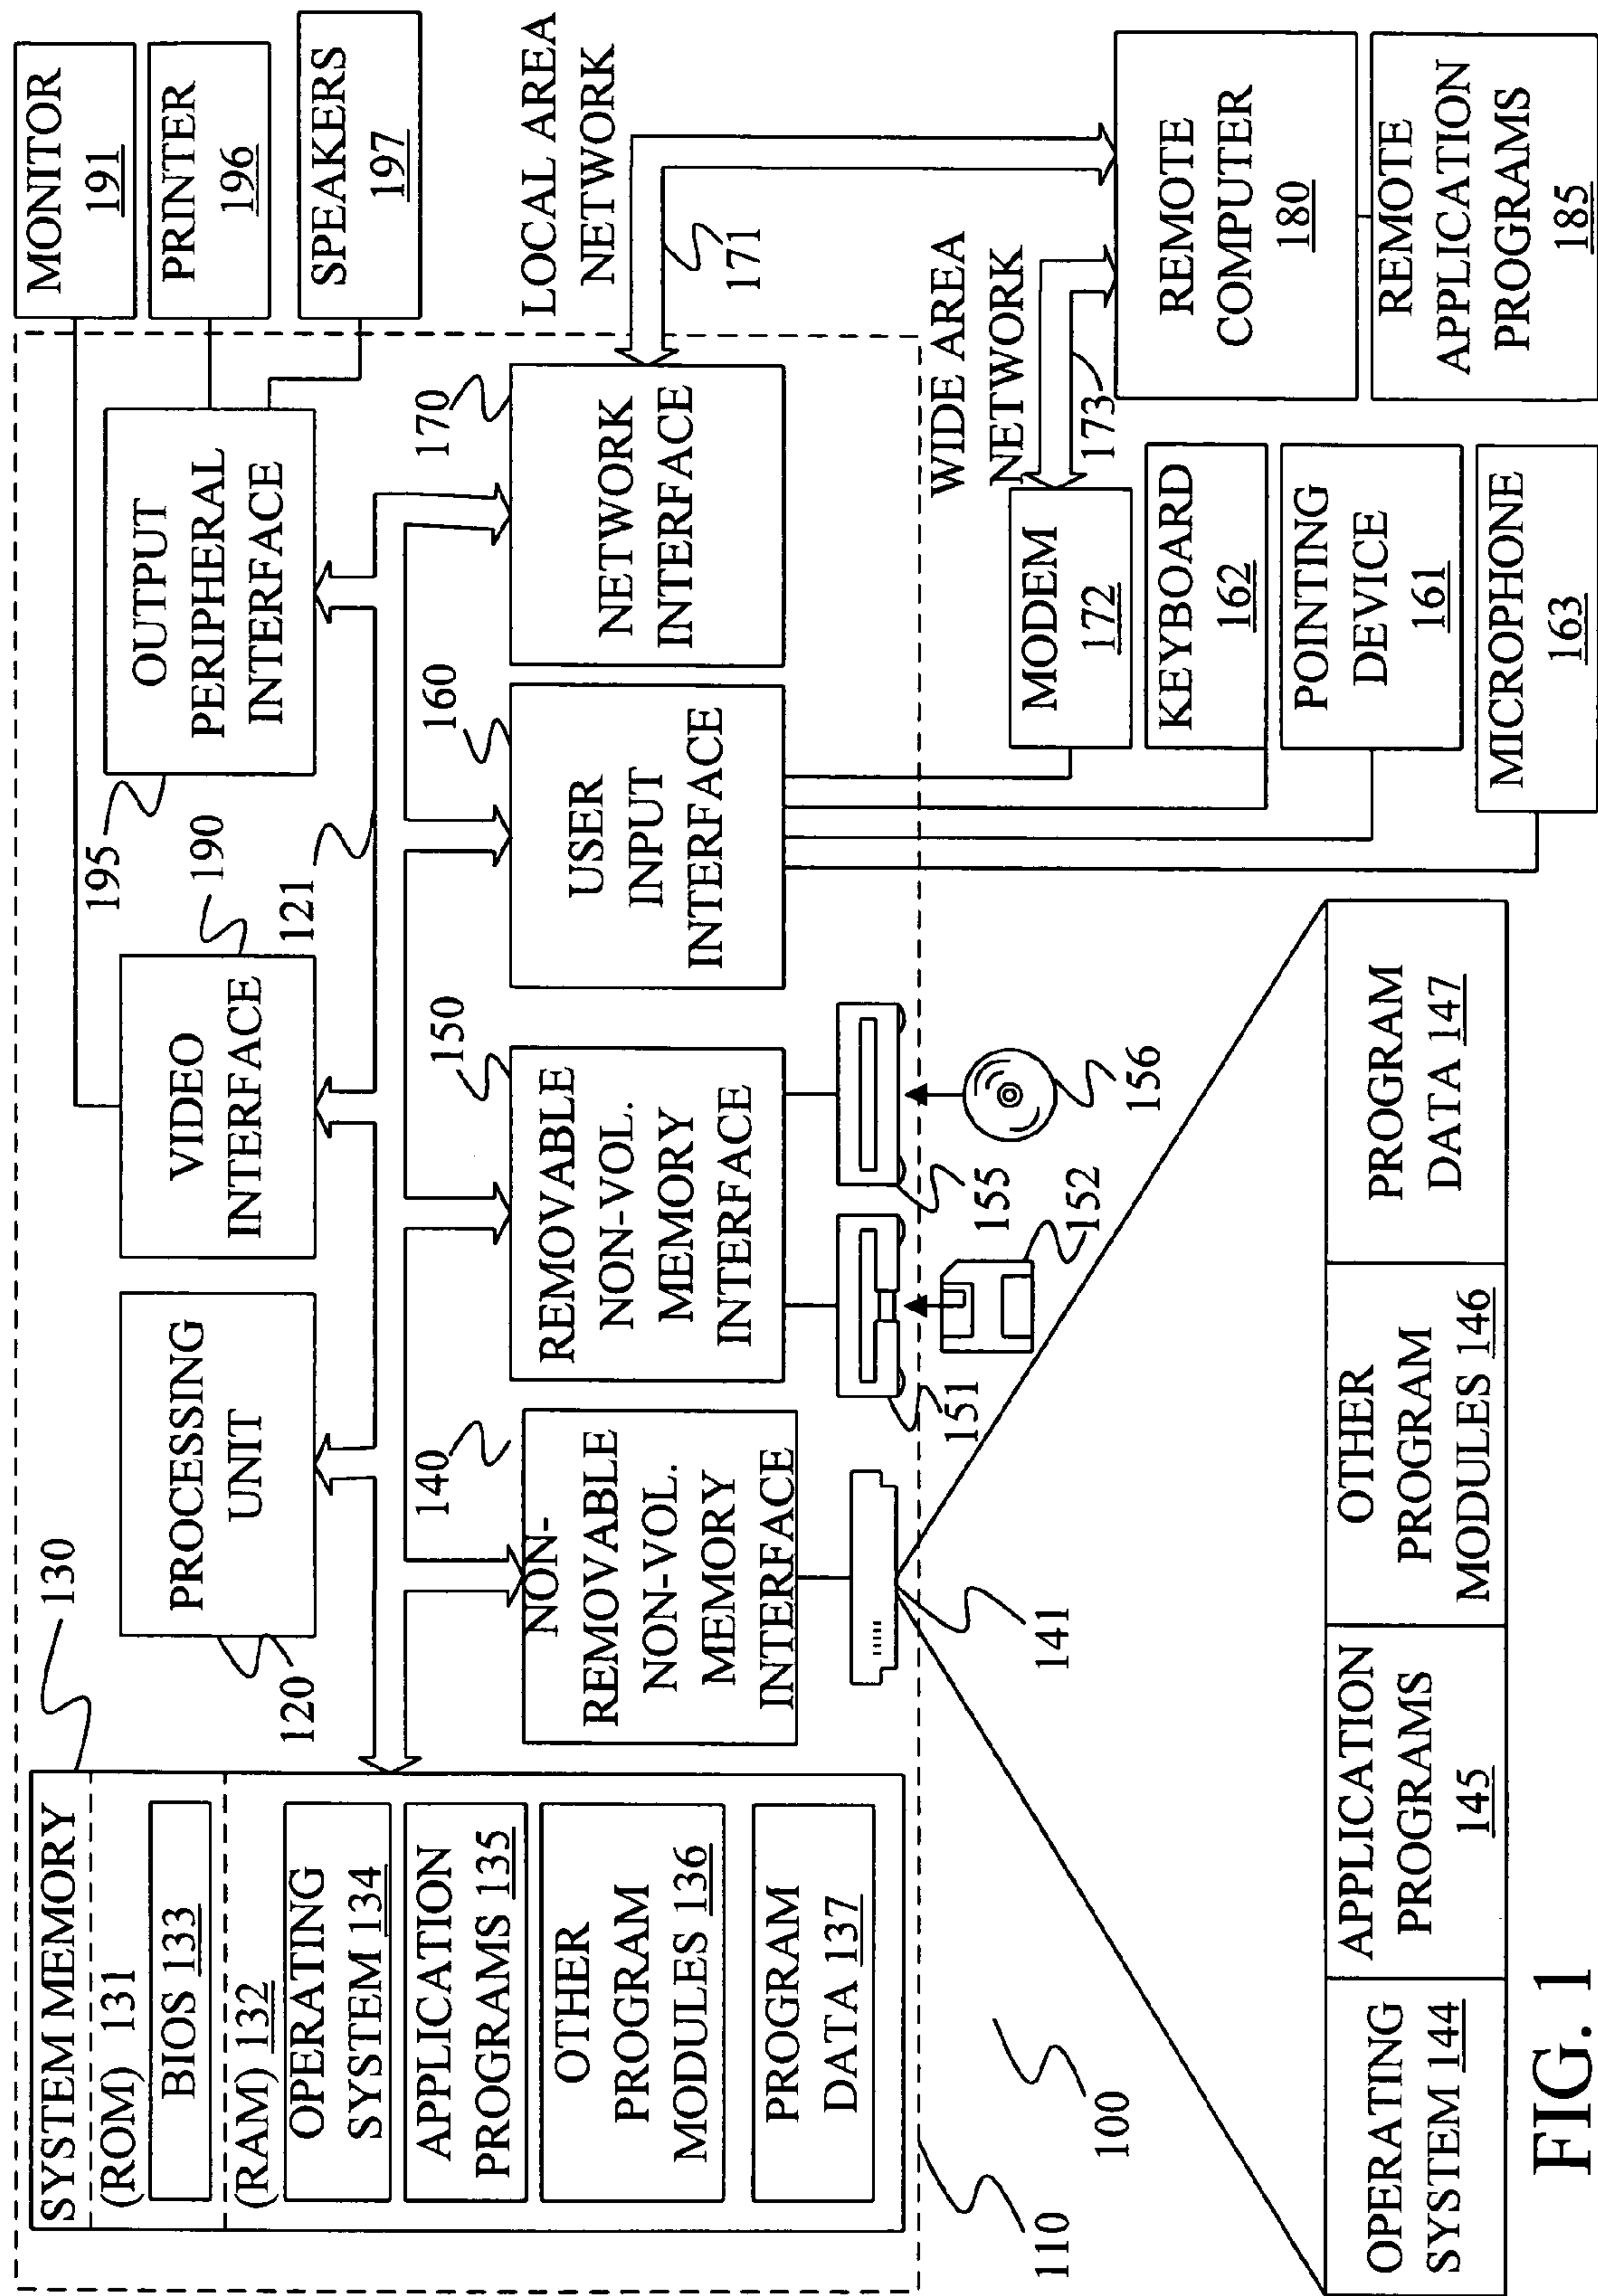 SYSTEM MEMORY
(ROM) 131
BIOS 133
(RAM) 132
OPERATING
SYSTEM 134
APPLICATION
PROGRAMS 135
OTHER
PROGRAM
MODULES 136
PROGRAM
DATA 137
130
120
PROCESSING
UNIT
VIDEO
INTERFACE
190
121
195
OUTPUT
PERIPHERAL
INTERFACE
MONITOR
191
PRINTER
196
SPEAKERS
197
140
NON-
REMOVABLE
NON-VOL.
MEMORY
INTERFACE
150
REMOVABLE
NON-VOL.
MEMORY
INTERFACE
160
USER
INPUT
INTERFACE
170
NETWORK
INTERFACE
LOCAL AREA
NETWORK
171
141
151
152
155
156
WIDE AREA
NETWORK
173
MODEM
172
KEYBOARD
162
POINTING
DEVICE
161
MICROPHONE
163
REMOTE
COMPUTER
180
REMOTE
APPLICATION
PROGRAMS
185
110
100
OPERATING
SYSTEM 144
APPLICATION
PROGRAMS
145
OTHER
PROGRAM
MODULES 146
PROGRAM
DATA 147
FIG. 1